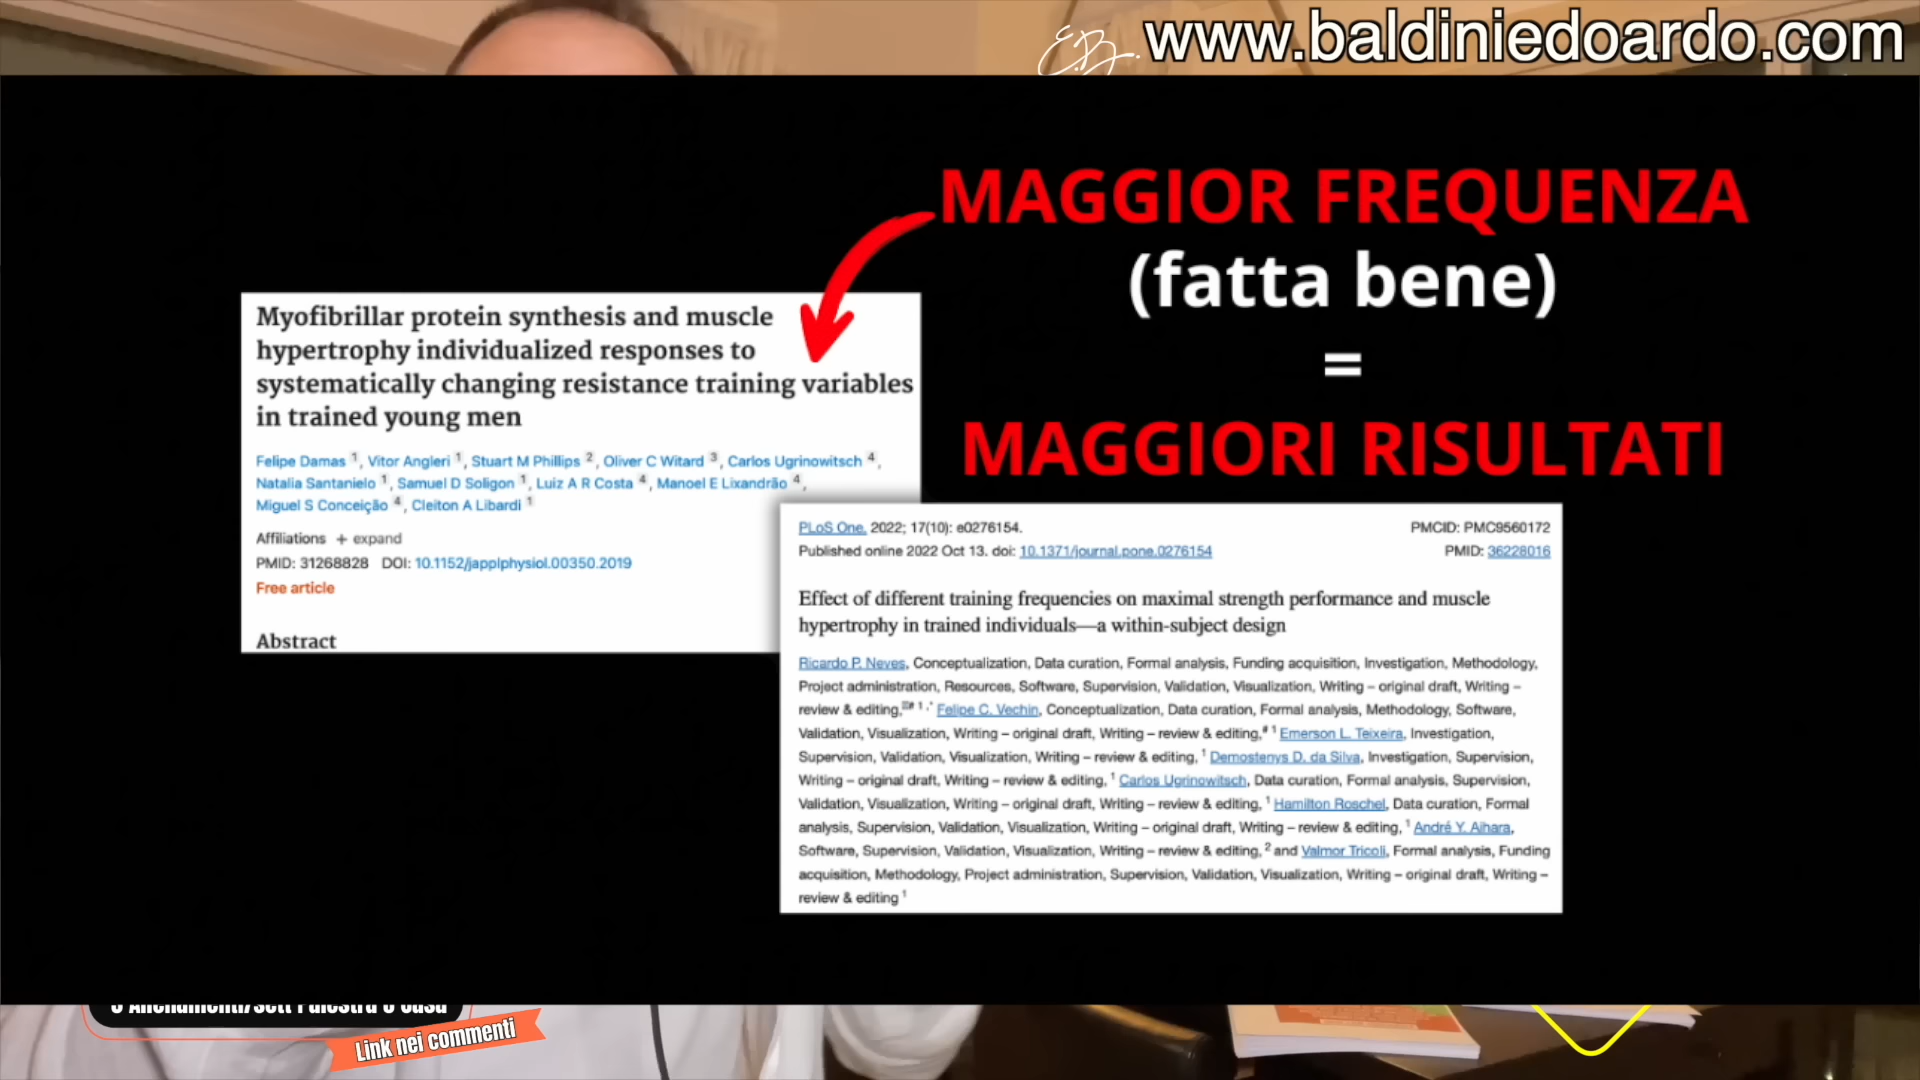 E.B. www.baldiniedoardo.com
MAGGIOR FREQUENZA
(fatta bene)
=
MAGGIORI RISULTATI
Myofibrillar protein synthesis and muscle
hypertrophy individualized responses to
systematically changing resistance training variables
in trained young men
Felipe Damas 1, Vitor Angleri 1, Stuart M Phillips 2, Oliver C Witard 3, Carlos Ugrinowitsch 4,
Natalia Santanielo 1, Samuel D Soligon 1, Luiz A R Costa 4, Manoel E Lixandrão 4,
Miguel S Conceição 4, Cleiton A Libardi 1
Affiliations + expand
PMID: 31268828 DOI: 10.1152/japplphysiol.00350.2019
Free article
Abstract
PLoS One. 2022; 17(10): e0276154. PMCID: PMC9560172
Published online 2022 Oct 13. doi: 10.1371/journal.pone.0276154 PMID: 36228016
Effect of different training frequencies on maximal strength performance and muscle
hypertrophy in trained individuals—a within-subject design
Ricardo P. Neves, Conceptualization, Data curation, Formal analysis, Funding acquisition, Investigation, Methodology,
Project administration, Resources, Software, Supervision, Validation, Visualization, Writing – original draft, Writing –
review & editing, # 1 , * Felipe C. Vechin, Conceptualization, Data curation, Formal analysis, Methodology, Software,
Validation, Visualization, Writing – original draft, Writing – review & editing, # 1 Emerson L. Teixeira, Investigation,
Supervision, Validation, Visualization, Writing – review & editing, 1 Demostenys D. da Silva, Investigation, Supervision,
Writing – original draft, Writing – review & editing, 1 Carlos Ugrinowitsch, Data curation, Formal analysis, Supervision,
Validation, Visualization, Writing – original draft, Writing – review & editing, 1 Hamilton Roschel, Data curation, Formal
analysis, Supervision, Validation, Visualization, Writing – original draft, Writing – review & editing, 1 André Y. Aihara,
Software, Supervision, Validation, Visualization, Writing – review & editing, 2 and Valmor Tricoli, Formal analysis, Funding
acquisition, Methodology, Project administration, Supervision, Validation, Visualization, Writing – original draft, Writing –
review & editing 1
Allenamenti/Sett Palestra o Casa
Link nei commenti